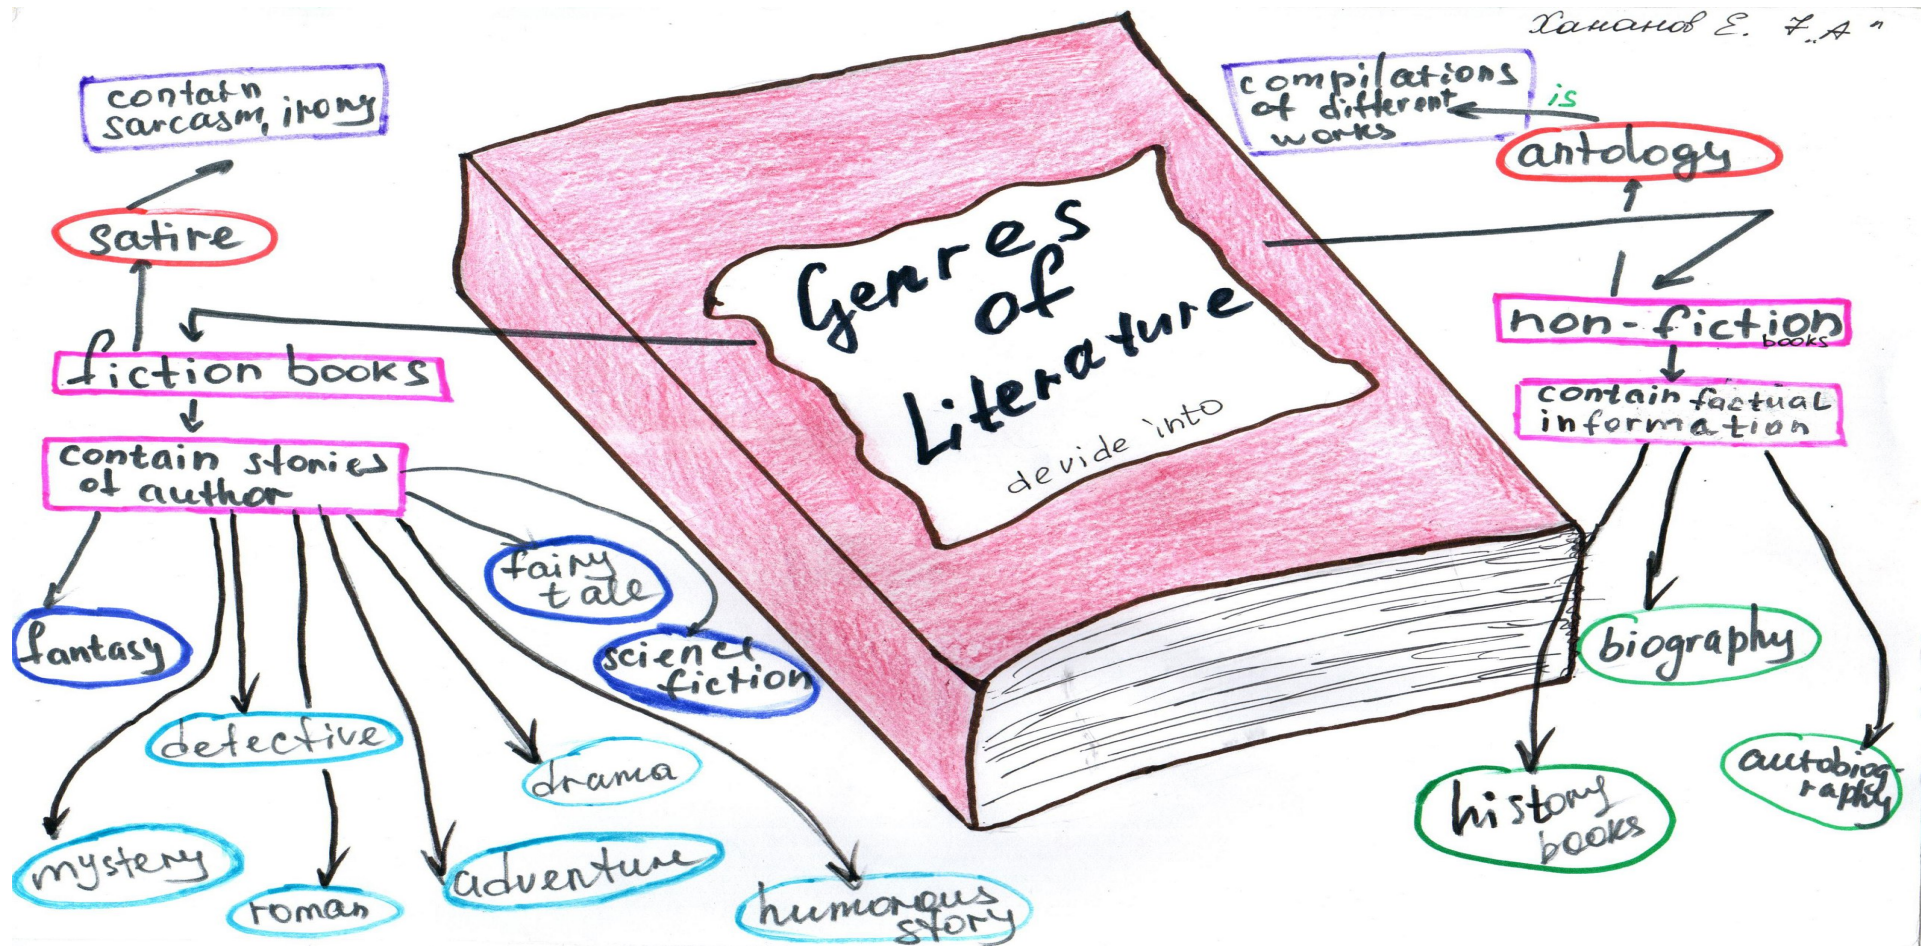 Хананов Е. 7 „А"
contain
sarcasm, irony
satire
fiction books
contain stories
of author
fantasy
mystery
detective
roman
adventure
drama
humorous
story
fairy
tale
science
fiction
Genres
of
Literature
devide into
compilations
of different
works
is
antology
non-fiction
books
contain factual
information
biography
history
books
autobiog-
raphy